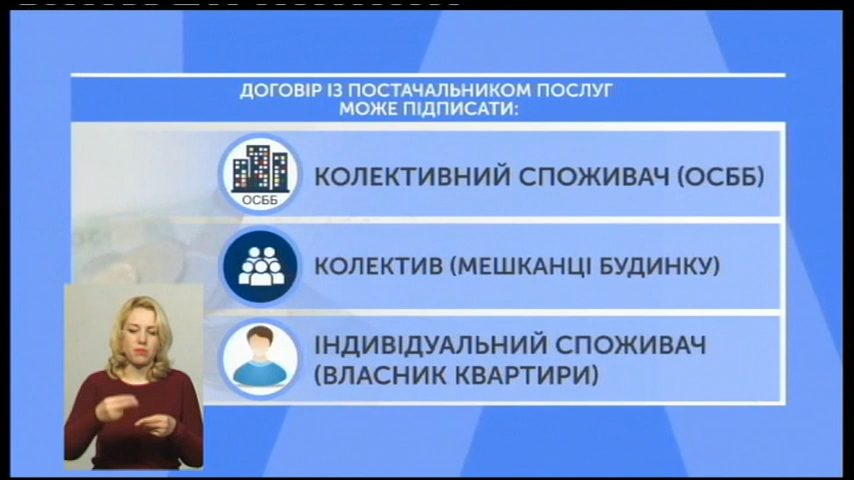 ДОГОВІР ІЗ ПОСТАЧАЛЬНИКОМ ПОСЛУГ
МОЖЕ ПІДПИСАТИ:
ОСББ
КОЛЕКТИВНИЙ СПОЖИВАЧ (ОСББ)
КОЛЕКТИВ (МЕШКАНЦІ БУДИНКУ)
ІНДИВІДУАЛЬНИЙ СПОЖИВАЧ
(ВЛАСНИК КВАРТИРИ)